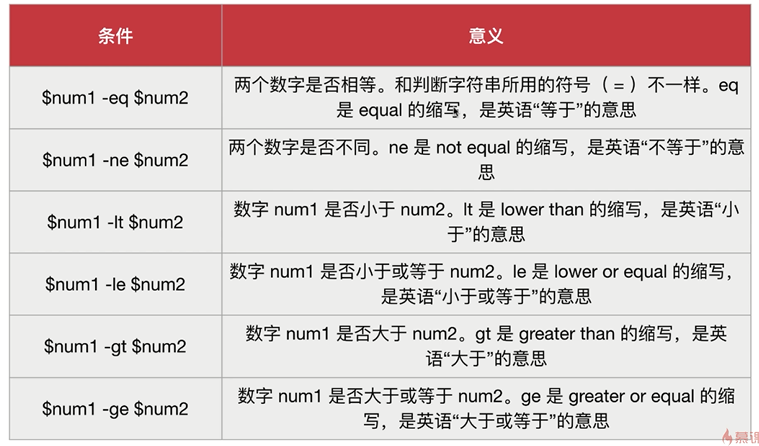 条件
意义
$num1 -eq $num2
两个数字是否相等。和判断字符串所用的符号（ = ）不一样。eq
是 equal 的缩写，是英语“等于”的意思
$num1 -ne $num2
两个数字是否不同。ne 是 not equal 的缩写，是英语“不等于”的意
思
$num1 -lt $num2
数字 num1 是否小于 num2。lt 是 lower than 的缩写，是英语“小
于”的意思
$num1 -le $num2
数字 num1 是否小于或等于 num2。le 是 lower or equal 的缩写，
是英语“小于或等于”的意思
$num1 -gt $num2
数字 num1 是否大于 num2。gt 是 greater than 的缩写，是英
语“大于”的意思
$num1 -ge $num2
数字 num1 是否大于或等于 num2。ge 是 greater or equal 的缩
写，是英语“大于或等于”的意思
慕课